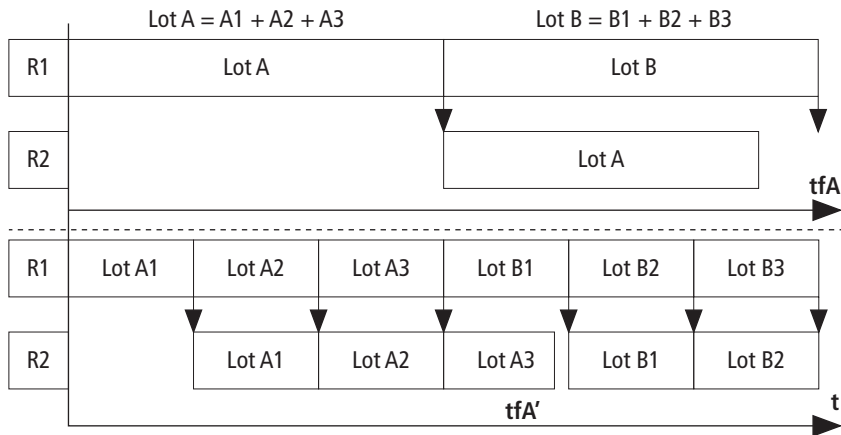 Lot A = A1 + A2 + A3 Lot B = B1 + B2 + B3
R1 Lot A Lot B
R2 Lot A
tfA
R1 Lot A1 Lot A2 Lot A3 Lot B1 Lot B2 Lot B3
R2 Lot A1 Lot A2 Lot A3 Lot B1 Lot B2
tfA’ t